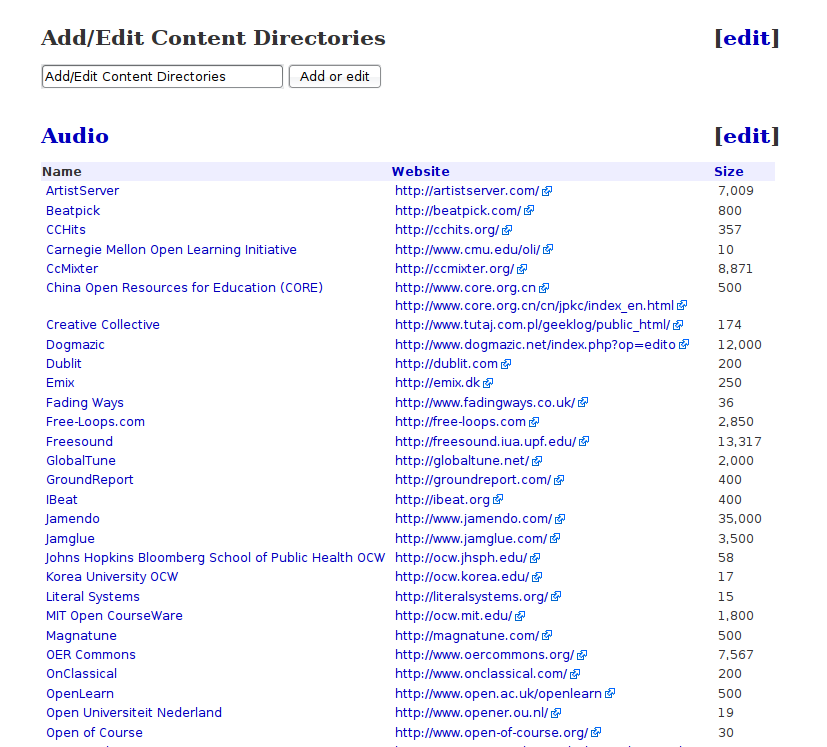 Add/Edit Content Directories [edit]
Add/Edit Content Directories Add or edit
Audio [edit]
Name Website Size
ArtistServer http://artistserver.com/ 7,009
Beatpick http://beatpick.com/ 800
CCHits http://cchits.org/ 357
Carnegie Mellon Open Learning Initiative http://www.cmu.edu/oli/ 10
CcMixter http://ccmixter.org/ 8,871
China Open Resources for Education (CORE) http://www.core.org.cn 500
http://www.core.org.cn/cn/jpkc/index_en.html
Creative Collective http://www.tutaj.com.pl/geeklog/public_html/ 174
Dogmazic http://www.dogmazic.net/index.php?op=edito 12,000
Dublit http://dublit.com 200
Emix http://emix.dk 250
Fading Ways http://www.fadingways.co.uk/ 36
Free-Loops.com http://free-loops.com 2,850
Freesound http://freesound.iua.upf.edu/ 13,317
GlobalTune http://globaltune.net/ 2,000
GroundReport http://groundreport.com/ 400
IBeat http://ibeat.org 400
Jamendo http://www.jamendo.com/ 35,000
Jamglue http://www.jamglue.com/ 3,500
Johns Hopkins Bloomberg School of Public Health OCW http://ocw.jhsph.edu/ 58
Korea University OCW http://ocw.korea.edu/ 17
Literal Systems http://literalsystems.org/ 15
MIT Open CourseWare http://ocw.mit.edu/ 1,800
Magnatune http://magnatune.com/ 500
OER Commons http://www.oercommons.org/ 7,567
OnClassical http://www.onclassical.com/ 200
OpenLearn http://www.open.ac.uk/openlearn 500
Open Universiteit Nederland http://www.opener.ou.nl/ 19
Open of Course http://www.open-of-course.org/ 30